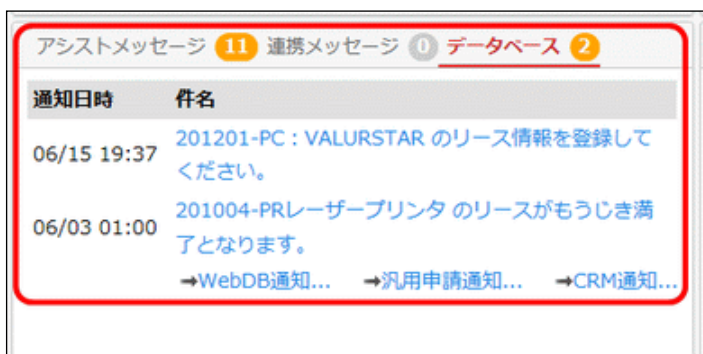 アシストメッセージ 11 連携メッセージ 0 データベース 2
通知日時 件名
06/15 19:37 201201-PC：VALURSTAR のリース情報を登録して
ください。
06/03 01:00 201004-PRレーザープリンタ のリースがもうじき満
了となります。
➞WebDB通知... ➞汎用申請通知... ➞CRM通知...